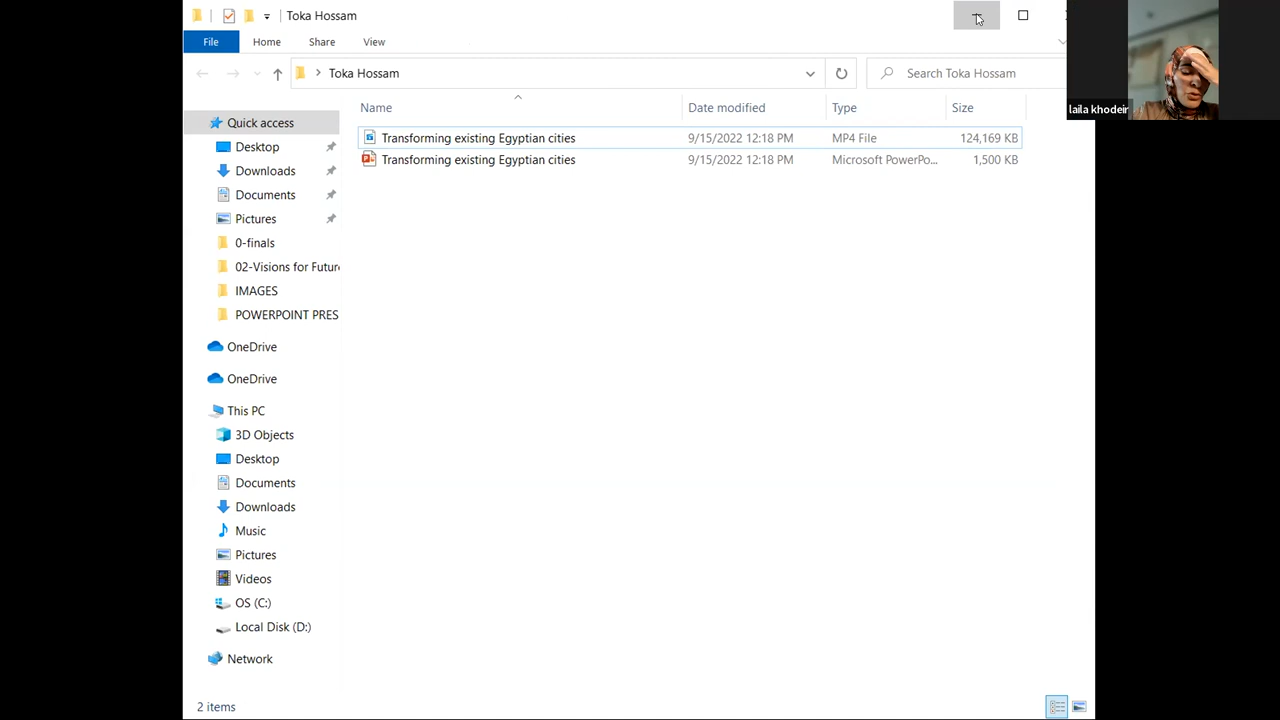 Toka Hossam
File Home Share View
Toka Hossam
Search Toka Hossam
laila khodeir
Name Date modified Type Size
Quick access
Transforming existing Egyptian cities 9/15/2022 12:18 PM MP4 File 124,169 KB
Desktop
Transforming existing Egyptian cities 9/15/2022 12:18 PM Microsoft PowerPo... 1,500 KB
Downloads
Documents
Pictures
0-finals
02-Visions for Future
IMAGES
POWERPOINT PRES
OneDrive
OneDrive
This PC
3D Objects
Desktop
Documents
Downloads
Music
Pictures
Videos
OS (C:)
Local Disk (D:)
Network
2 items